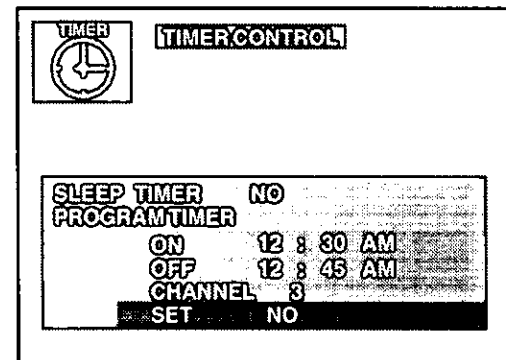 TIMER
TIMER CONTROL
SLEEP TIMER NO
PROGRAM TIMER
ON 12 : 30 AM
OFF 12 : 45 AM
CHANNEL 3
SET NO